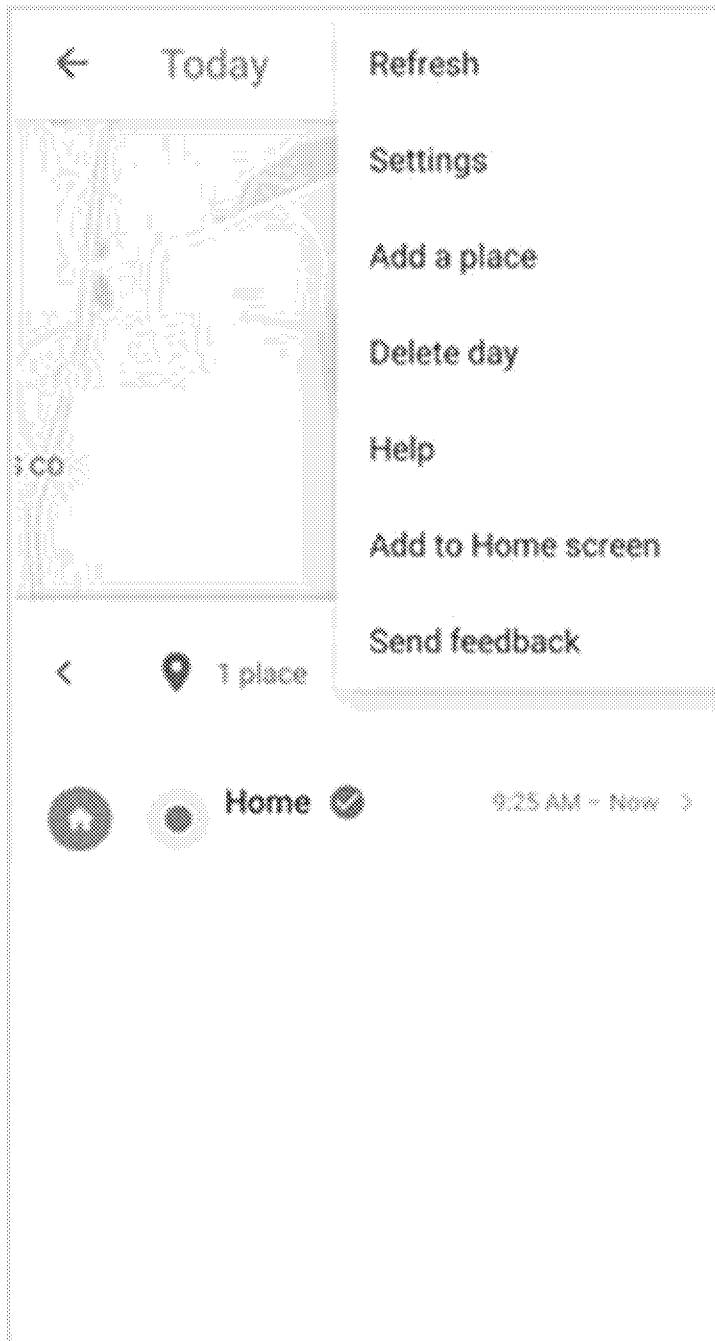 Today
Refresh
Settings
Add a place
Delete day
Help
Add to Home screen
Send feedback
s co
1 place
Home
9:25 AM – Now